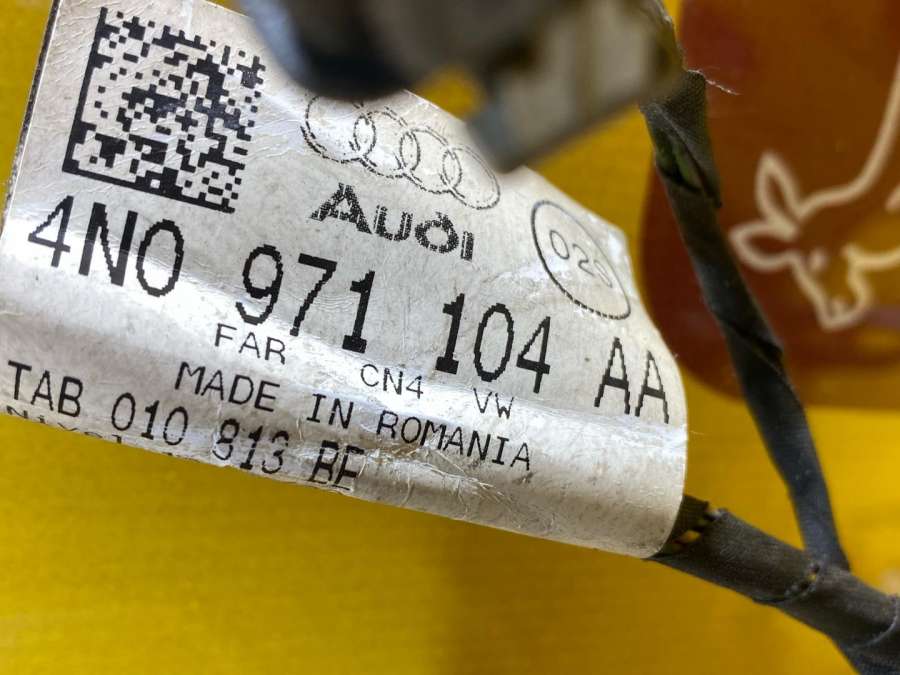 Audi
020
4N0 971 104 AA
FAR CN4 VW
MADE IN ROMANIA
TAB 010 813 BE